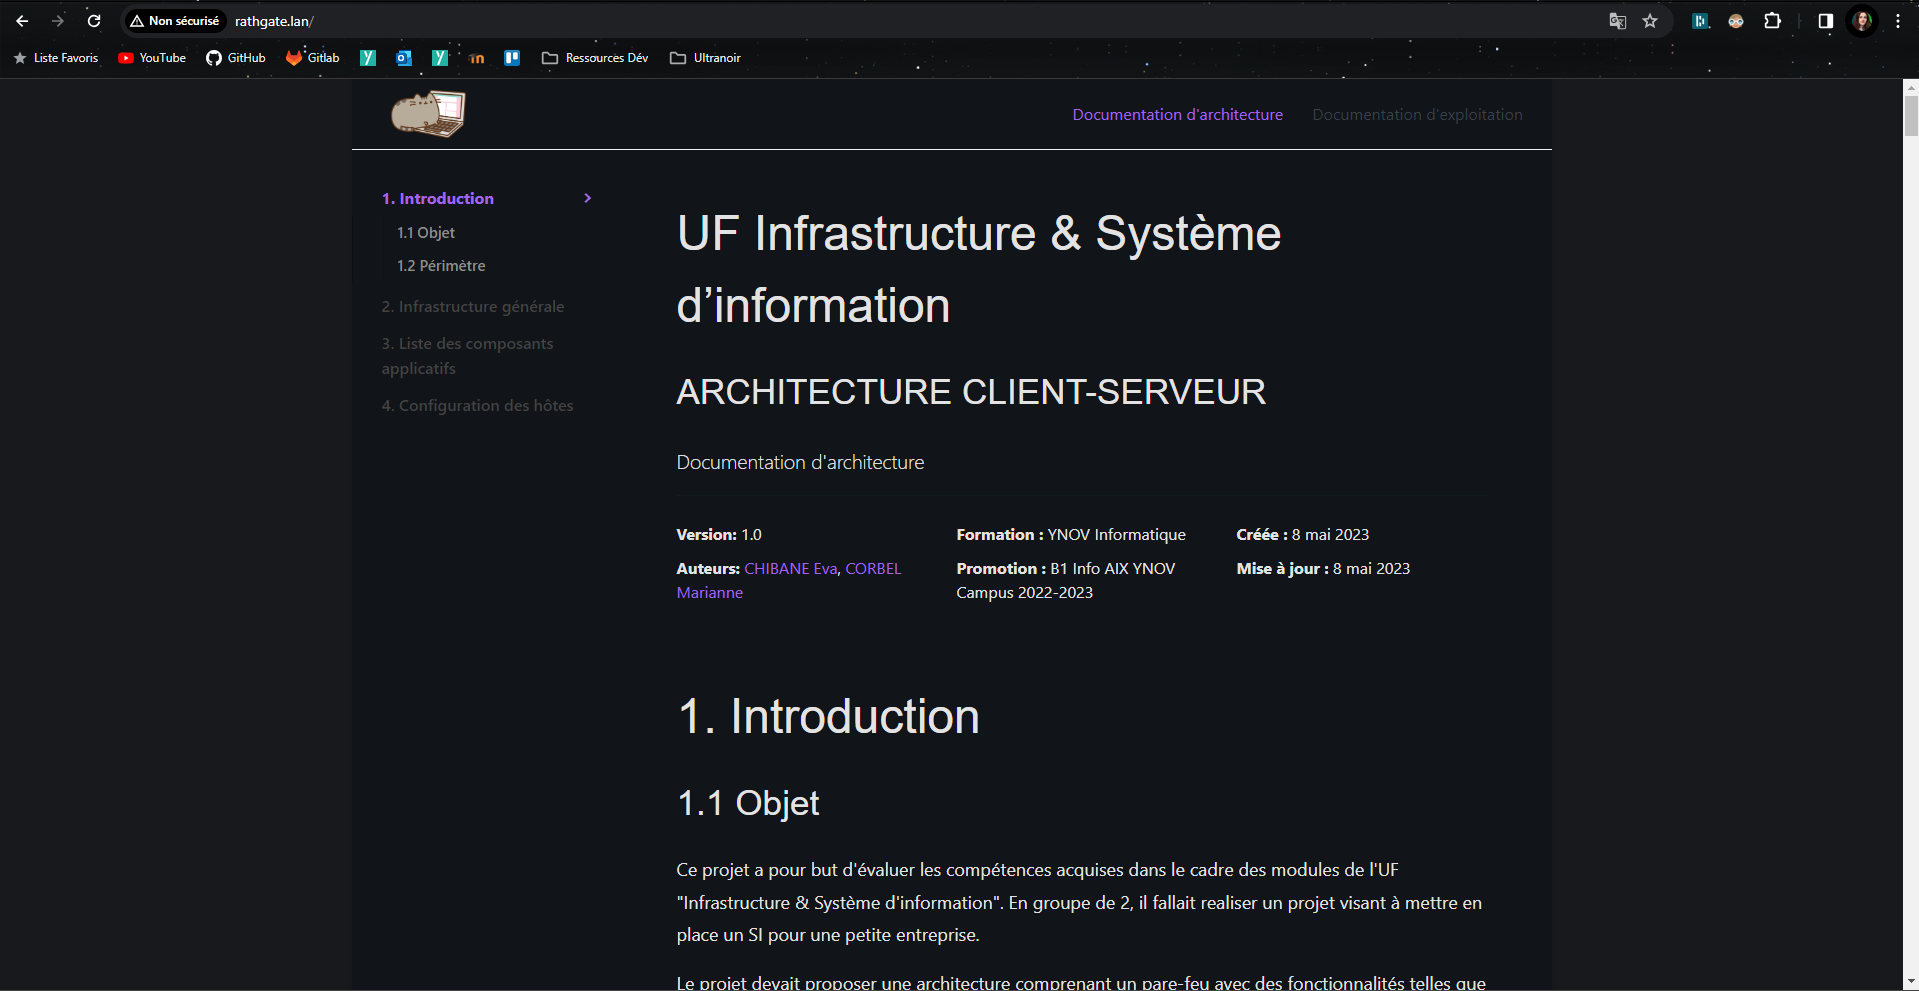 Non sécurisé rathgate.lan/
Liste Favoris YouTube GitHub Gitlab Ressources Dév Ultranoir
Documentation d'architecture Documentation d'exploitation
1. Introduction
1.1 Objet
1.2 Périmètre
2. Infrastructure générale
3. Liste des composants
applicatifs
4. Configuration des hôtes
UF Infrastructure & Système
d’information
ARCHITECTURE CLIENT-SERVEUR
Documentation d'architecture
Version: 1.0
Auteurs: CHIBANE Eva, CORBEL
Marianne
Formation : YNOV Informatique
Promotion : B1 Info AIX YNOV
Campus 2022-2023
Créée : 8 mai 2023
Mise à jour : 8 mai 2023
1. Introduction
1.1 Objet
Ce projet a pour but d'évaluer les compétences acquises dans le cadre des modules de l'UF
"Infrastructure & Système d'information". En groupe de 2, il fallait realiser un projet visant à mettre en
place un SI pour une petite entreprise.
Le projet devait proposer une architecture comprenant un pare-feu avec des fonctionnalités telles que